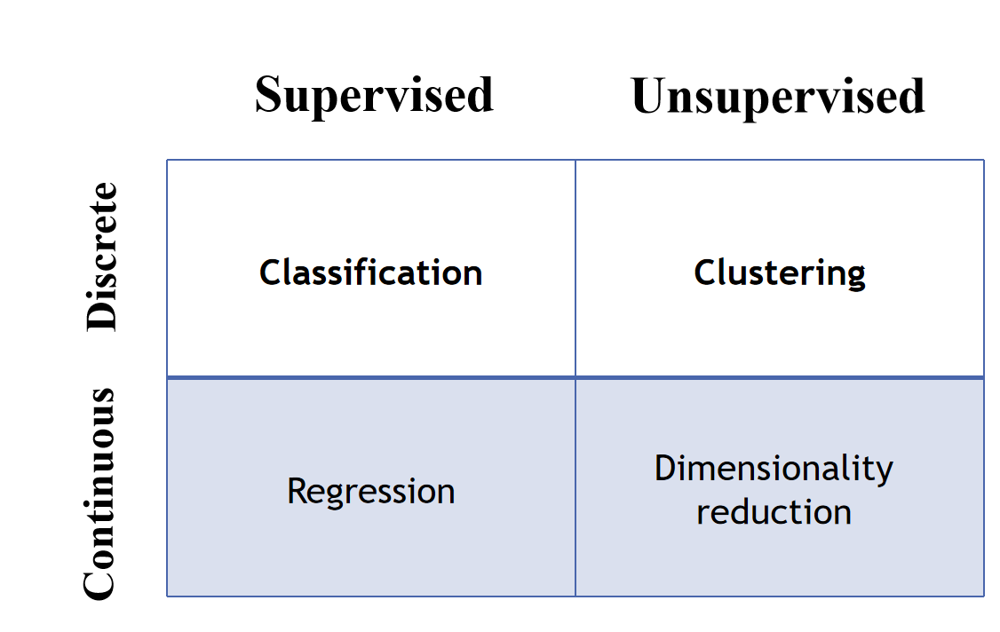 Supervised
Unsupervised
Discrete
Classification
Clustering
Continuous
Regression
Dimensionality
reduction